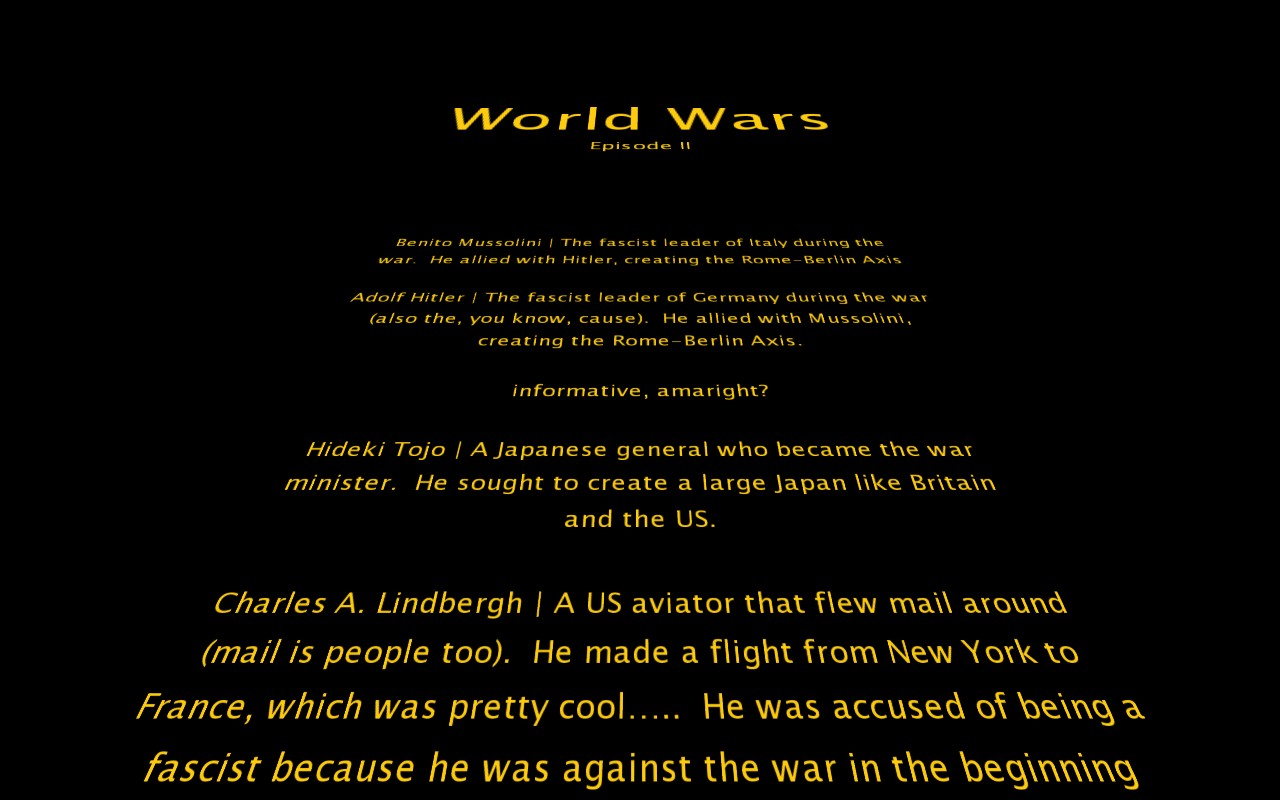 World Wars
Episode II
Benito Mussolini | The fascist leader of Italy during the
war.  He allied with Hitler, creating the Rome-Berlin Axis
Adolf Hitler | The fascist leader of Germany during the war
(also the, you know, cause).  He allied with Mussolini,
creating the Rome-Berlin Axis.
informative, amaright?
Hideki Tojo | A Japanese general who became the war
minister.  He sought to create a large Japan like Britain
and the US.
Charles A. Lindbergh | A US aviator that flew mail around
(mail is people too).  He made a flight from New York to
France, which was pretty cool.....  He was accused of being a
fascist because he was against the war in the beginning